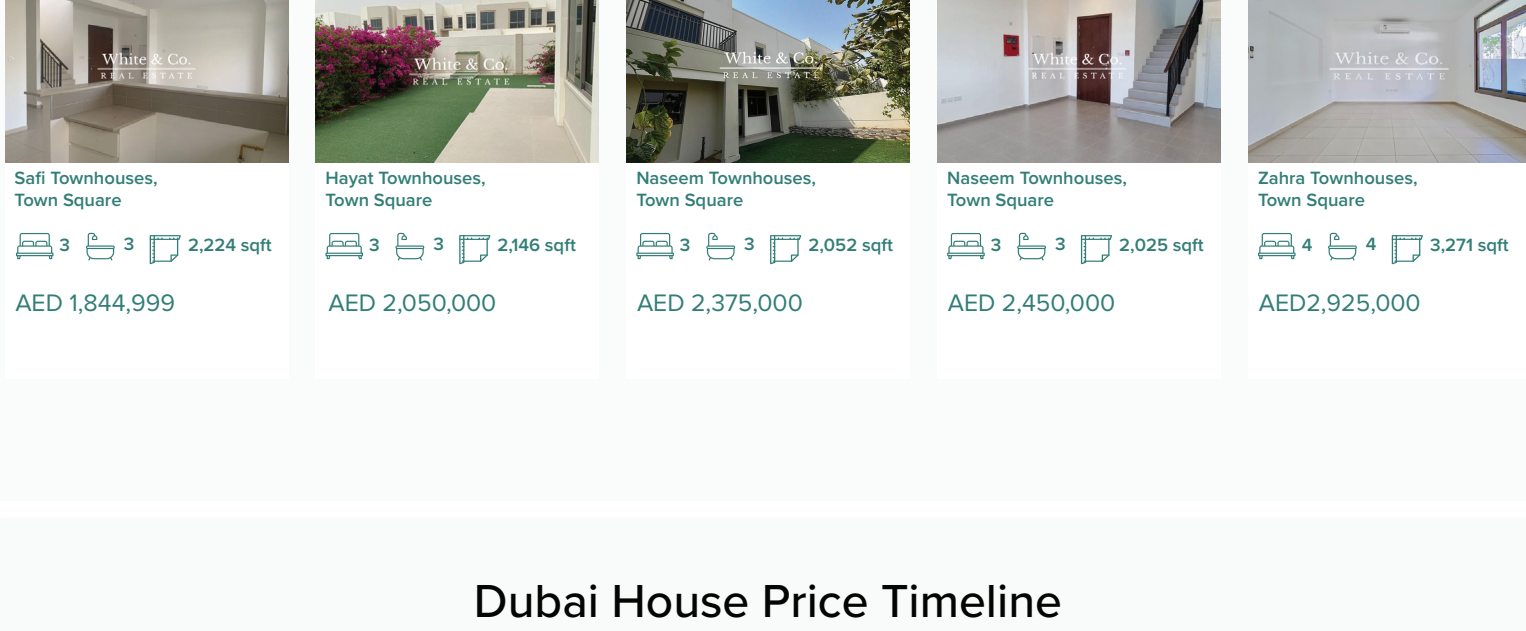 White & Co.
REAL ESTATE
White & Co.
REAL ESTATE
White & Co.
REAL ESTATE
White & Co.
REAL ESTATE
White & Co.
REAL ESTATE
Safi Townhouses,
Town Square
3 3 2,224 sqft
AED 1,844,999
Hayat Townhouses,
Town Square
3 3 2,146 sqft
AED 2,050,000
Naseem Townhouses,
Town Square
3 3 2,052 sqft
AED 2,375,000
Naseem Townhouses,
Town Square
3 3 2,025 sqft
AED 2,450,000
Zahra Townhouses,
Town Square
4 4 3,271 sqft
AED2,925,000
Dubai House Price Timeline